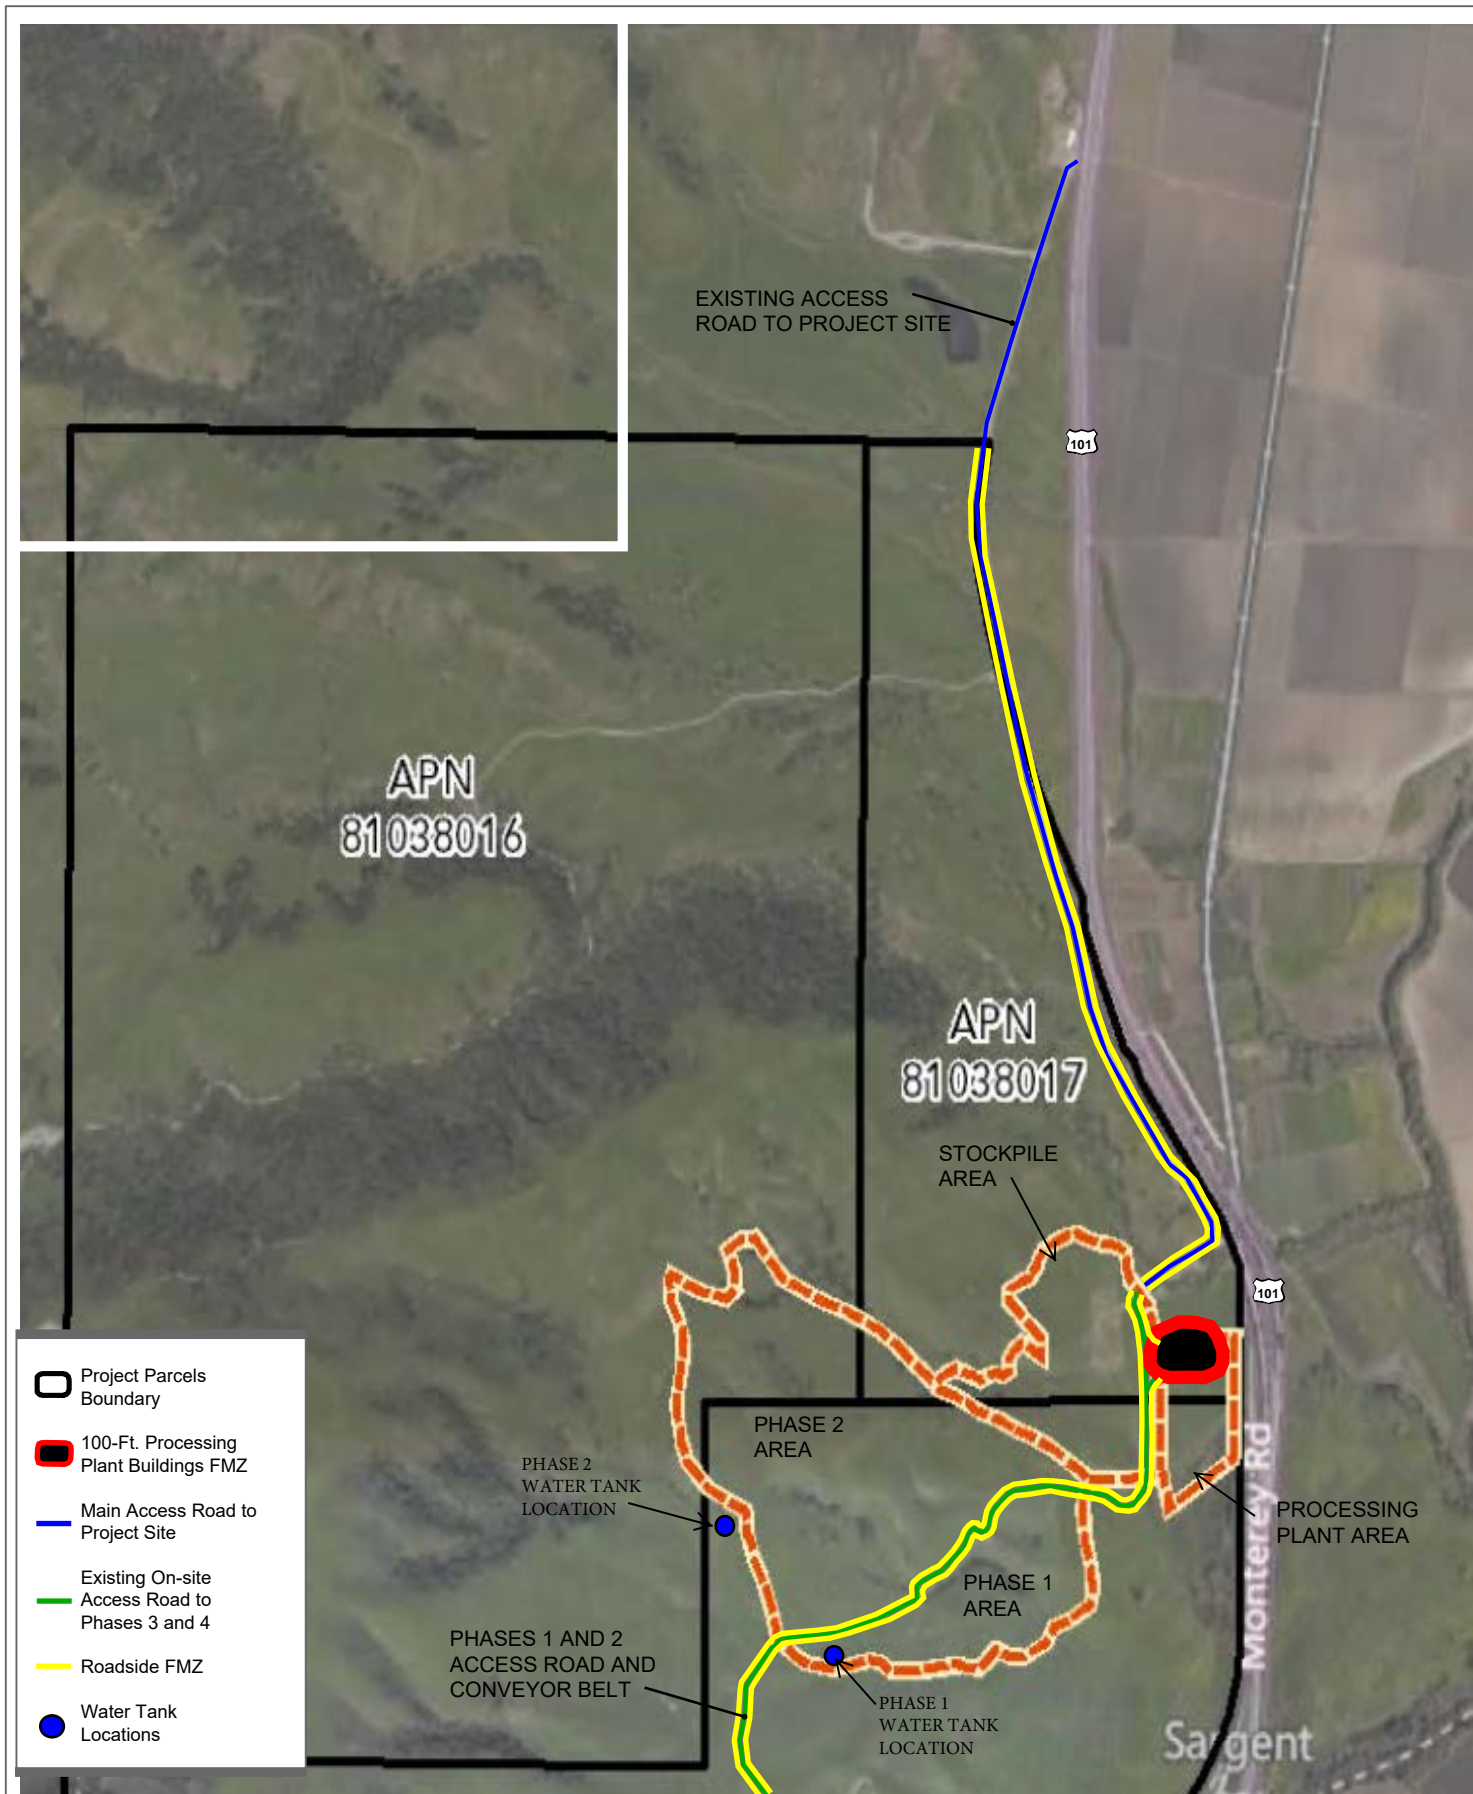 EXISTING ACCESS
ROAD TO PROJECT SITE
101
APN
81038016
APN
81038017
STOCKPILE
AREA
101
PHASE 2
AREA
PHASE 2
WATER TANK
LOCATION
PROCESSING
PLANT AREA
Monterey Rd
PHASE 1
AREA
PHASES 1 AND 2
ACCESS ROAD AND
CONVEYOR BELT
PHASE 1
WATER TANK
LOCATION
Sargent
Project Parcels
Boundary
100-Ft. Processing
Plant Buildings FMZ
Main Access Road to
Project Site
Existing On-site
Access Road to
Phases 3 and 4
Roadside FMZ
Water Tank
Locations